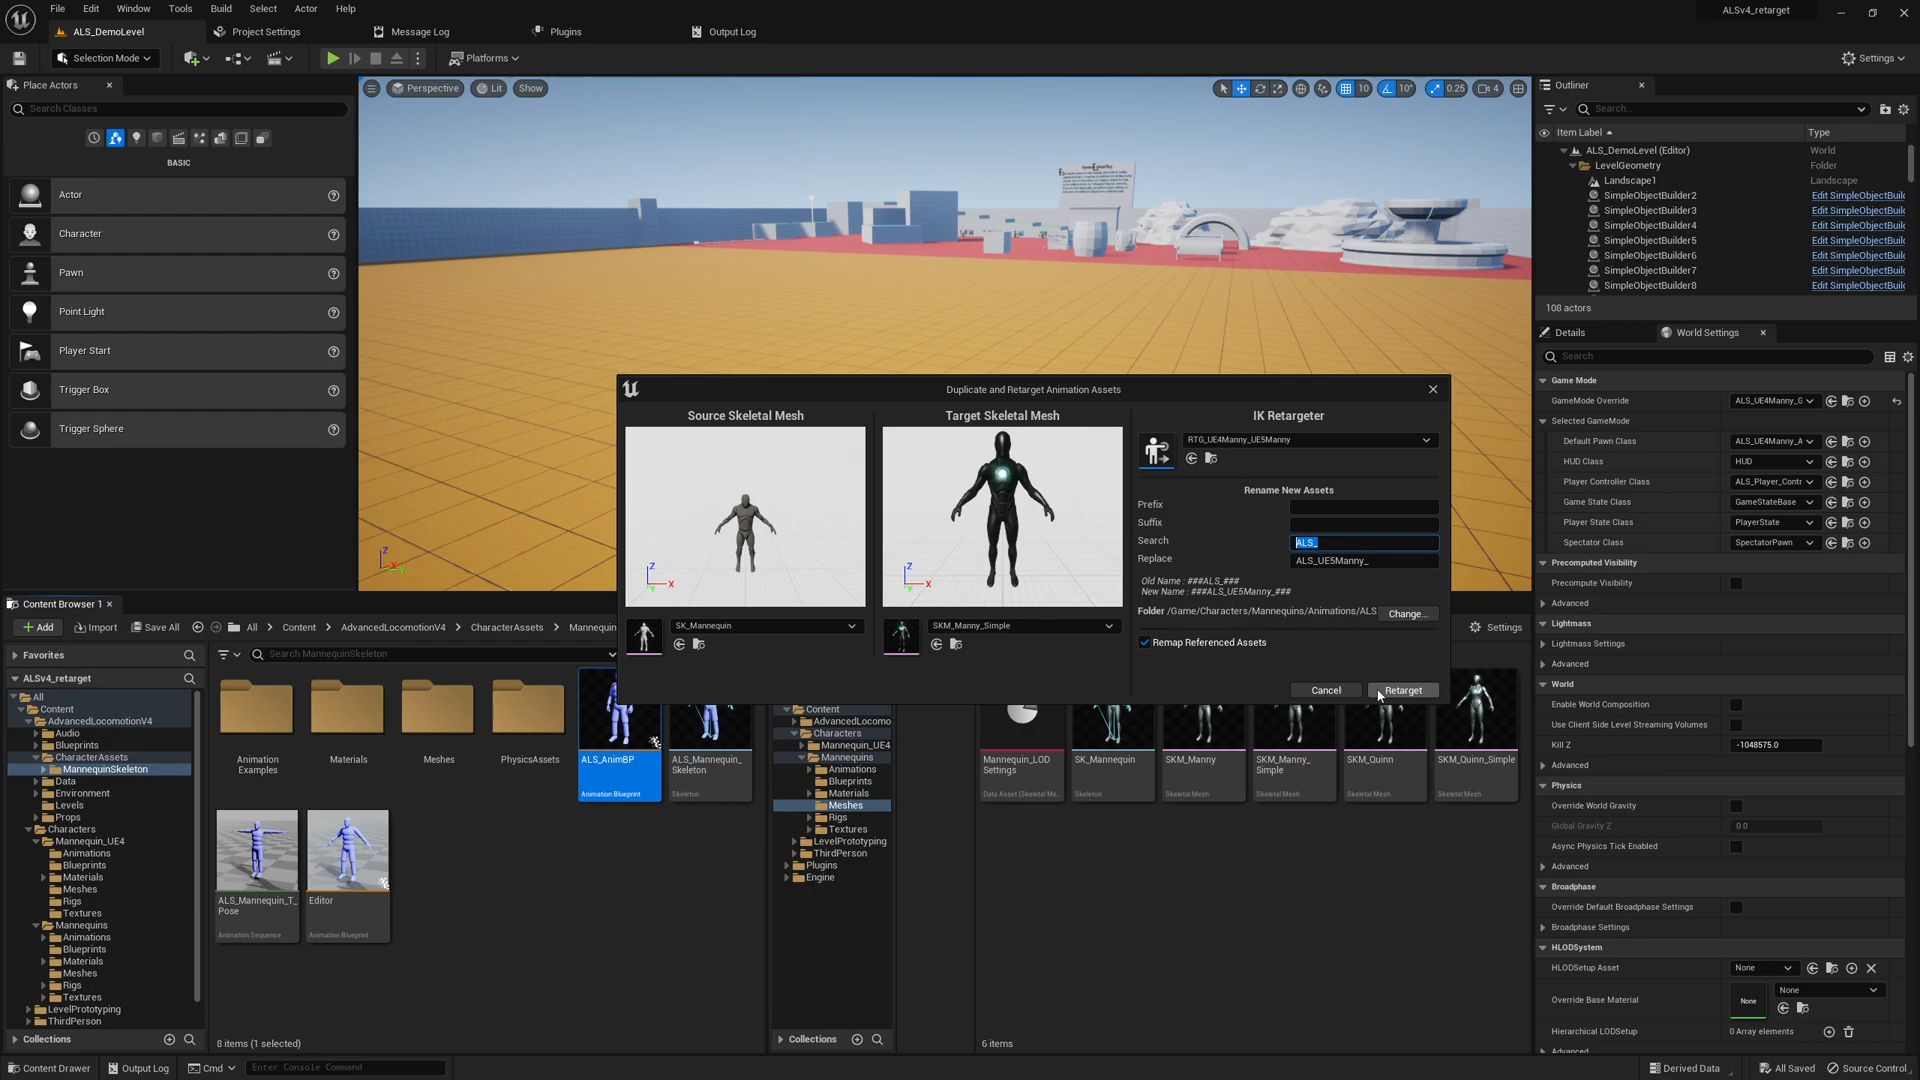 File Edit Window Tools Build Select Actor Help
ALSv4_retarget
ALS_DemoLevel
Project Settings
Message Log
Plugins
Output Log
Selection Mode
Platforms
Settings
Place Actors
Search Classes
BASIC
Actor
Character
Pawn
Point Light
Player Start
Trigger Box
Trigger Sphere
Perspective
Lit
Show
10
10°
0.25
4
Outliner
Search...
Item Label
Type
ALS_DemoLevel (Editor) World
LevelGeometry Folder
Landscape1 Landscape
SimpleObjectBuilder2 Edit SimpleObjectBuil
SimpleObjectBuilder3 Edit SimpleObjectBuil
SimpleObjectBuilder4 Edit SimpleObjectBuil
SimpleObjectBuilder5 Edit SimpleObjectBuil
SimpleObjectBuilder6 Edit SimpleObjectBuil
SimpleObjectBuilder7 Edit SimpleObjectBuil
SimpleObjectBuilder8 Edit SimpleObjectBuil
108 actors
Details
World Settings
Search
Game Mode
GameMode Override ALS_UE4Manny_G
Selected GameMode
Default Pawn Class ALS_UE4Manny_A
HUD Class HUD
Player Controller Class ALS_Player_Contr
Game State Class GameStateBase
Player State Class PlayerState
Spectator Class SpectatorPawn
Precomputed Visibility
Precompute Visibility
Advanced
Lightmass
Lightmass Settings
Advanced
World
Enable World Composition
Use Client Side Level Streaming Volumes
Kill Z -1048575.0
Advanced
Physics
Override World Gravity
Global Gravity Z 0.0
Async Physics Tick Enabled
Advanced
Broadphase
Override Default Broadphase Settings
Broadphase Settings
HLODSystem
HLODSetup Asset None
Override Base Material None None
Hierarchical LODSetup 0 Array elements
Advanced
Duplicate and Retarget Animation Assets
Source Skeletal Mesh
Target Skeletal Mesh
IK Retargeter
Z
X
Y
Z
X
Y
SK_Mannequin
SKM_Manny_Simple
RTG_UE4Manny_UE5Manny
Rename New Assets
Prefix
Suffix
Search ALS_
Replace ALS_UE5Manny_
Old Name : ###ALS_###
New Name : ###ALS_UE5Manny_###
Folder /Game/Characters/Mannequins/Animations/ALS
Change...
Remap Referenced Assets
Cancel
Retarget
Z
X
Y
Content Browser 1
Add
Import
Save All
All
Content
AdvancedLocomotionV4
CharacterAssets
Mannequin
Settings
Favorites
Search MannequinSkeleton
ALSv4_retarget
All
Content
AdvancedLocomotionV4
Audio
Blueprints
CharacterAssets
MannequinSkeleton
Data
Environment
Levels
Props
Characters
Mannequin_UE4
Animations
Blueprints
Materials
Meshes
Rigs
Textures
Mannequins
Animations
Blueprints
Materials
Meshes
Rigs
Textures
LevelPrototyping
ThirdPerson
Collections
Animation
Examples
Materials
Meshes
PhysicsAssets
ALS_AnimBP
Animation Blueprint
ALS_Mannequin_
Skeleton
Skeleton
ALS_Mannequin_T_
Pose
Animation Sequence
Editor
Animation Blueprint
8 items (1 selected)
Content
AdvancedLocomo
Characters
Mannequin_UE4
Mannequins
Animations
Blueprints
Materials
Meshes
Rigs
Textures
LevelPrototyping
ThirdPerson
Plugins
Engine
Collections
Mannequin_LOD
Settings
Data Asset (Skeletal Me...
SK_Mannequin
Skeleton
SKM_Manny
Skeletal Mesh
SKM_Manny_
Simple
Skeletal Mesh
SKM_Quinn
Skeletal Mesh
SKM_Quinn_Simple
Skeletal Mesh
6 items
Content Drawer
Output Log
Cmd
Enter Console Command
Derived Data
All Saved
Source Control